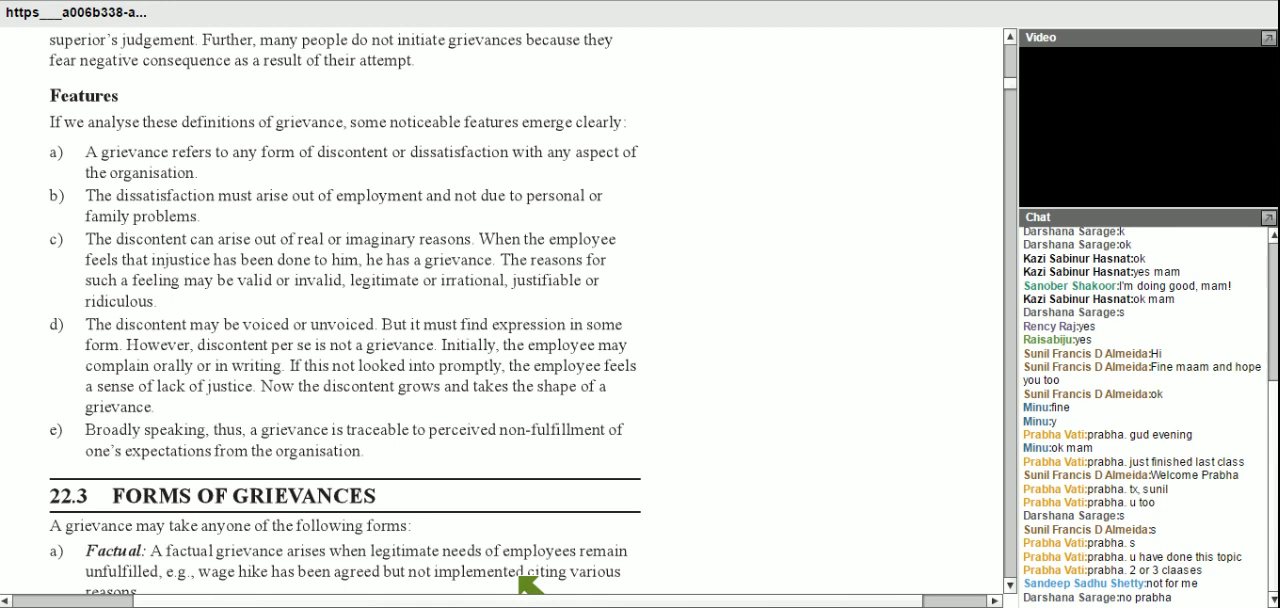 https___a006b338-a...
superior's judgement. Further, many people do not initiate grievances because they
fear negative consequence as a result of their attempt.
Features
If we analyse these definitions of grievance, some noticeable features emerge clearly:
a) A grievance refers to any form of discontent or dissatisfaction with any aspect of
the organisation.
b) The dissatisfaction must arise out of employment and not due to personal or
family problems.
c) The discontent can arise out of real or imaginary reasons. When the employee
feels that injustice has been done to him, he has a grievance. The reasons for
such a feeling may be valid or invalid, legitimate or irrational, justifiable or
ridiculous.
d) The discontent may be voiced or unvoiced. But it must find expression in some
form. However, discontent per se is not a grievance. Initially, the employee may
complain orally or in writing. If this not looked into promptly, the employee feels
a sense of lack of justice. Now the discontent grows and takes the shape of a
grievance.
e) Broadly speaking, thus, a grievance is traceable to perceived non-fulfillment of
one's expectations from the organisation.
22.3 FORMS OF GRIEVANCES
A grievance may take anyone of the following forms:
a) Factual: A factual grievance arises when legitimate needs of employees remain
unfulfilled, e.g., wage hike has been agreed but not implemented citing various
reasons
Video
Chat
Darshana Sarage:k
Darshana Sarage:ok
Kazi Sabinur Hasnat:ok
Kazi Sabinur Hasnat:yes mam
Sanober Shakoor:I'm doing good, mam!
Kazi Sabinur Hasnat:ok mam
Darshana Sarage:s
Rency Raj:yes
Raisabiju:yes
Sunil Francis D Almeida:Hi
Sunil Francis D Almeida:Fine maam and hope
you too
Sunil Francis D Almeida:ok
Minu:fine
Minu:y
Prabha Vati:prabha. gud evening
Minu:ok mam
Prabha Vati:prabha. just finished last class
Sunil Francis D Almeida:Welcome Prabha
Prabha Vati:prabha. tx, sunil
Prabha Vati:prabha. u too
Darshana Sarage:s
Sunil Francis D Almeida:s
Prabha Vati:prabha. s
Prabha Vati:prabha. u have done this topic
Prabha Vati:prabha. 2 or 3 claases
Sandeep Sadhu Shetty:not for me
Darshana Sarage:no prabha